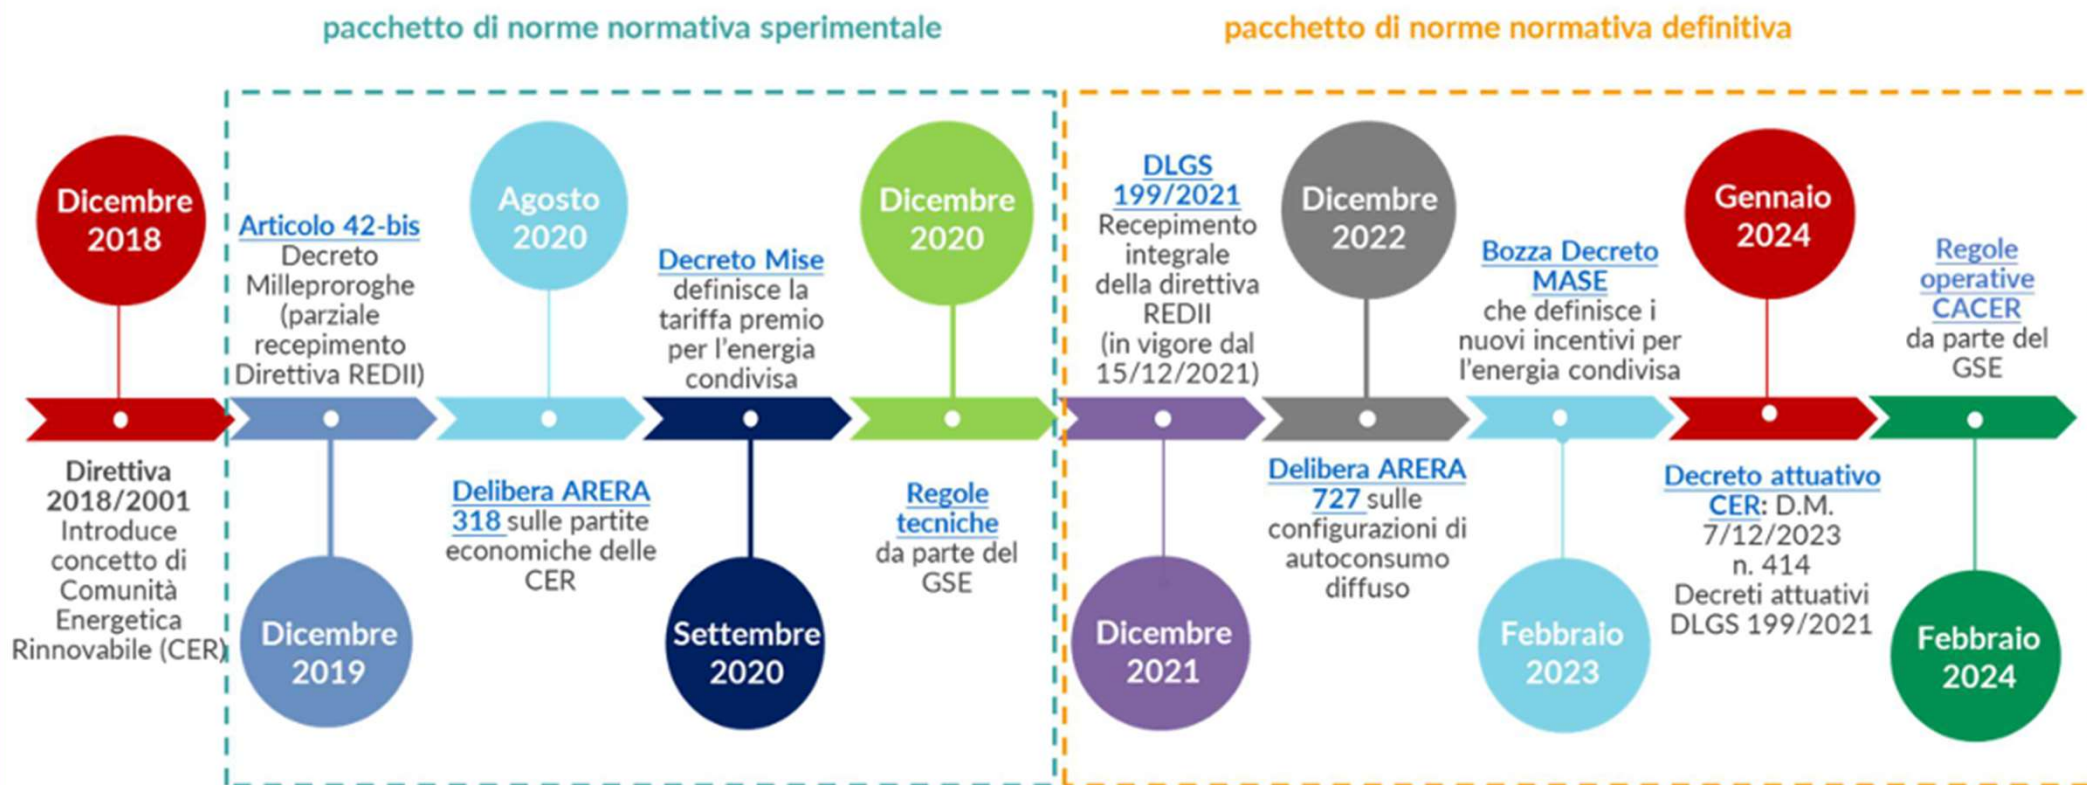 pacchetto di norme normativa sperimentale
pacchetto di norme normativa definitiva
Dicembre
2018
Direttiva
2018/2001
Introduce
concetto di
Comunità
Energetica
Rinnovabile (CER)
Articolo 42-bis
Decreto
Milleproroghe
(parziale
recepimento
Direttiva REDII)
Dicembre
2019
Agosto
2020
Delibera ARERA
318 sulle partite
economiche delle
CER
Decreto Mise
definisce la
tariffa premio
per l'energia
condivisa
Settembre
2020
Dicembre
2020
Regole
tecniche
da parte del
GSE
DLGS
199/2021
Recepimento
integrale
della direttiva
REDII
(in vigore dal
15/12/2021)
Dicembre
2021
Dicembre
2022
Delibera ARERA
727 sulle
configurazioni di
autoconsumo
diffuso
Bozza Decreto
MASE
che definisce i
nuovi incentivi per
l'energia condivisa
Febbraio
2023
Gennaio
2024
Decreto attuativo
CER: D.M.
7/12/2023
n. 414
Decreti attuativi
DLGS 199/2021
Regole
operative
CACER
da parte del
GSE
Febbraio
2024